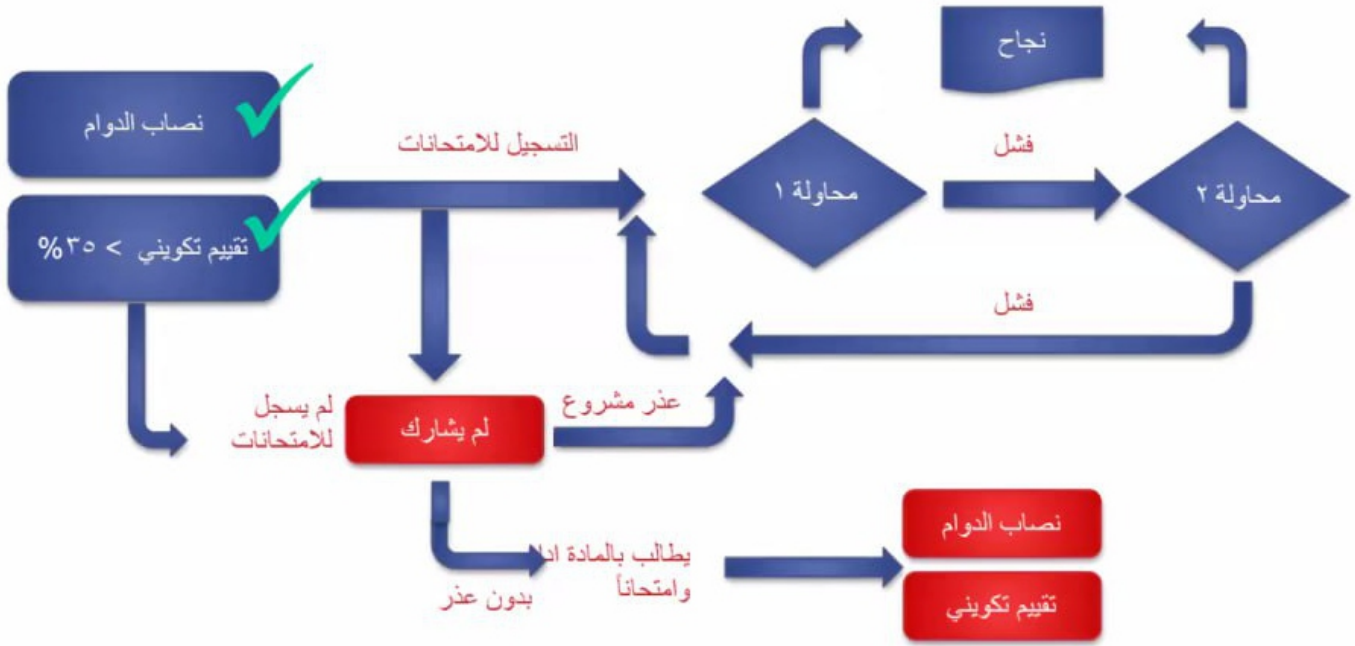 نجاح
نصاب الدوام
التسجيل للامتحانات
فشل
محاولة ١
محاولة ٢
تقييم تكويني > ٣٥%
فشل
عذر مشروع
لم يسجل
للامتحانات
لم يشارك
نصاب الدوام
يطالب بالمادة
وامتحاناً
بدون عذر
تقييم تكويني